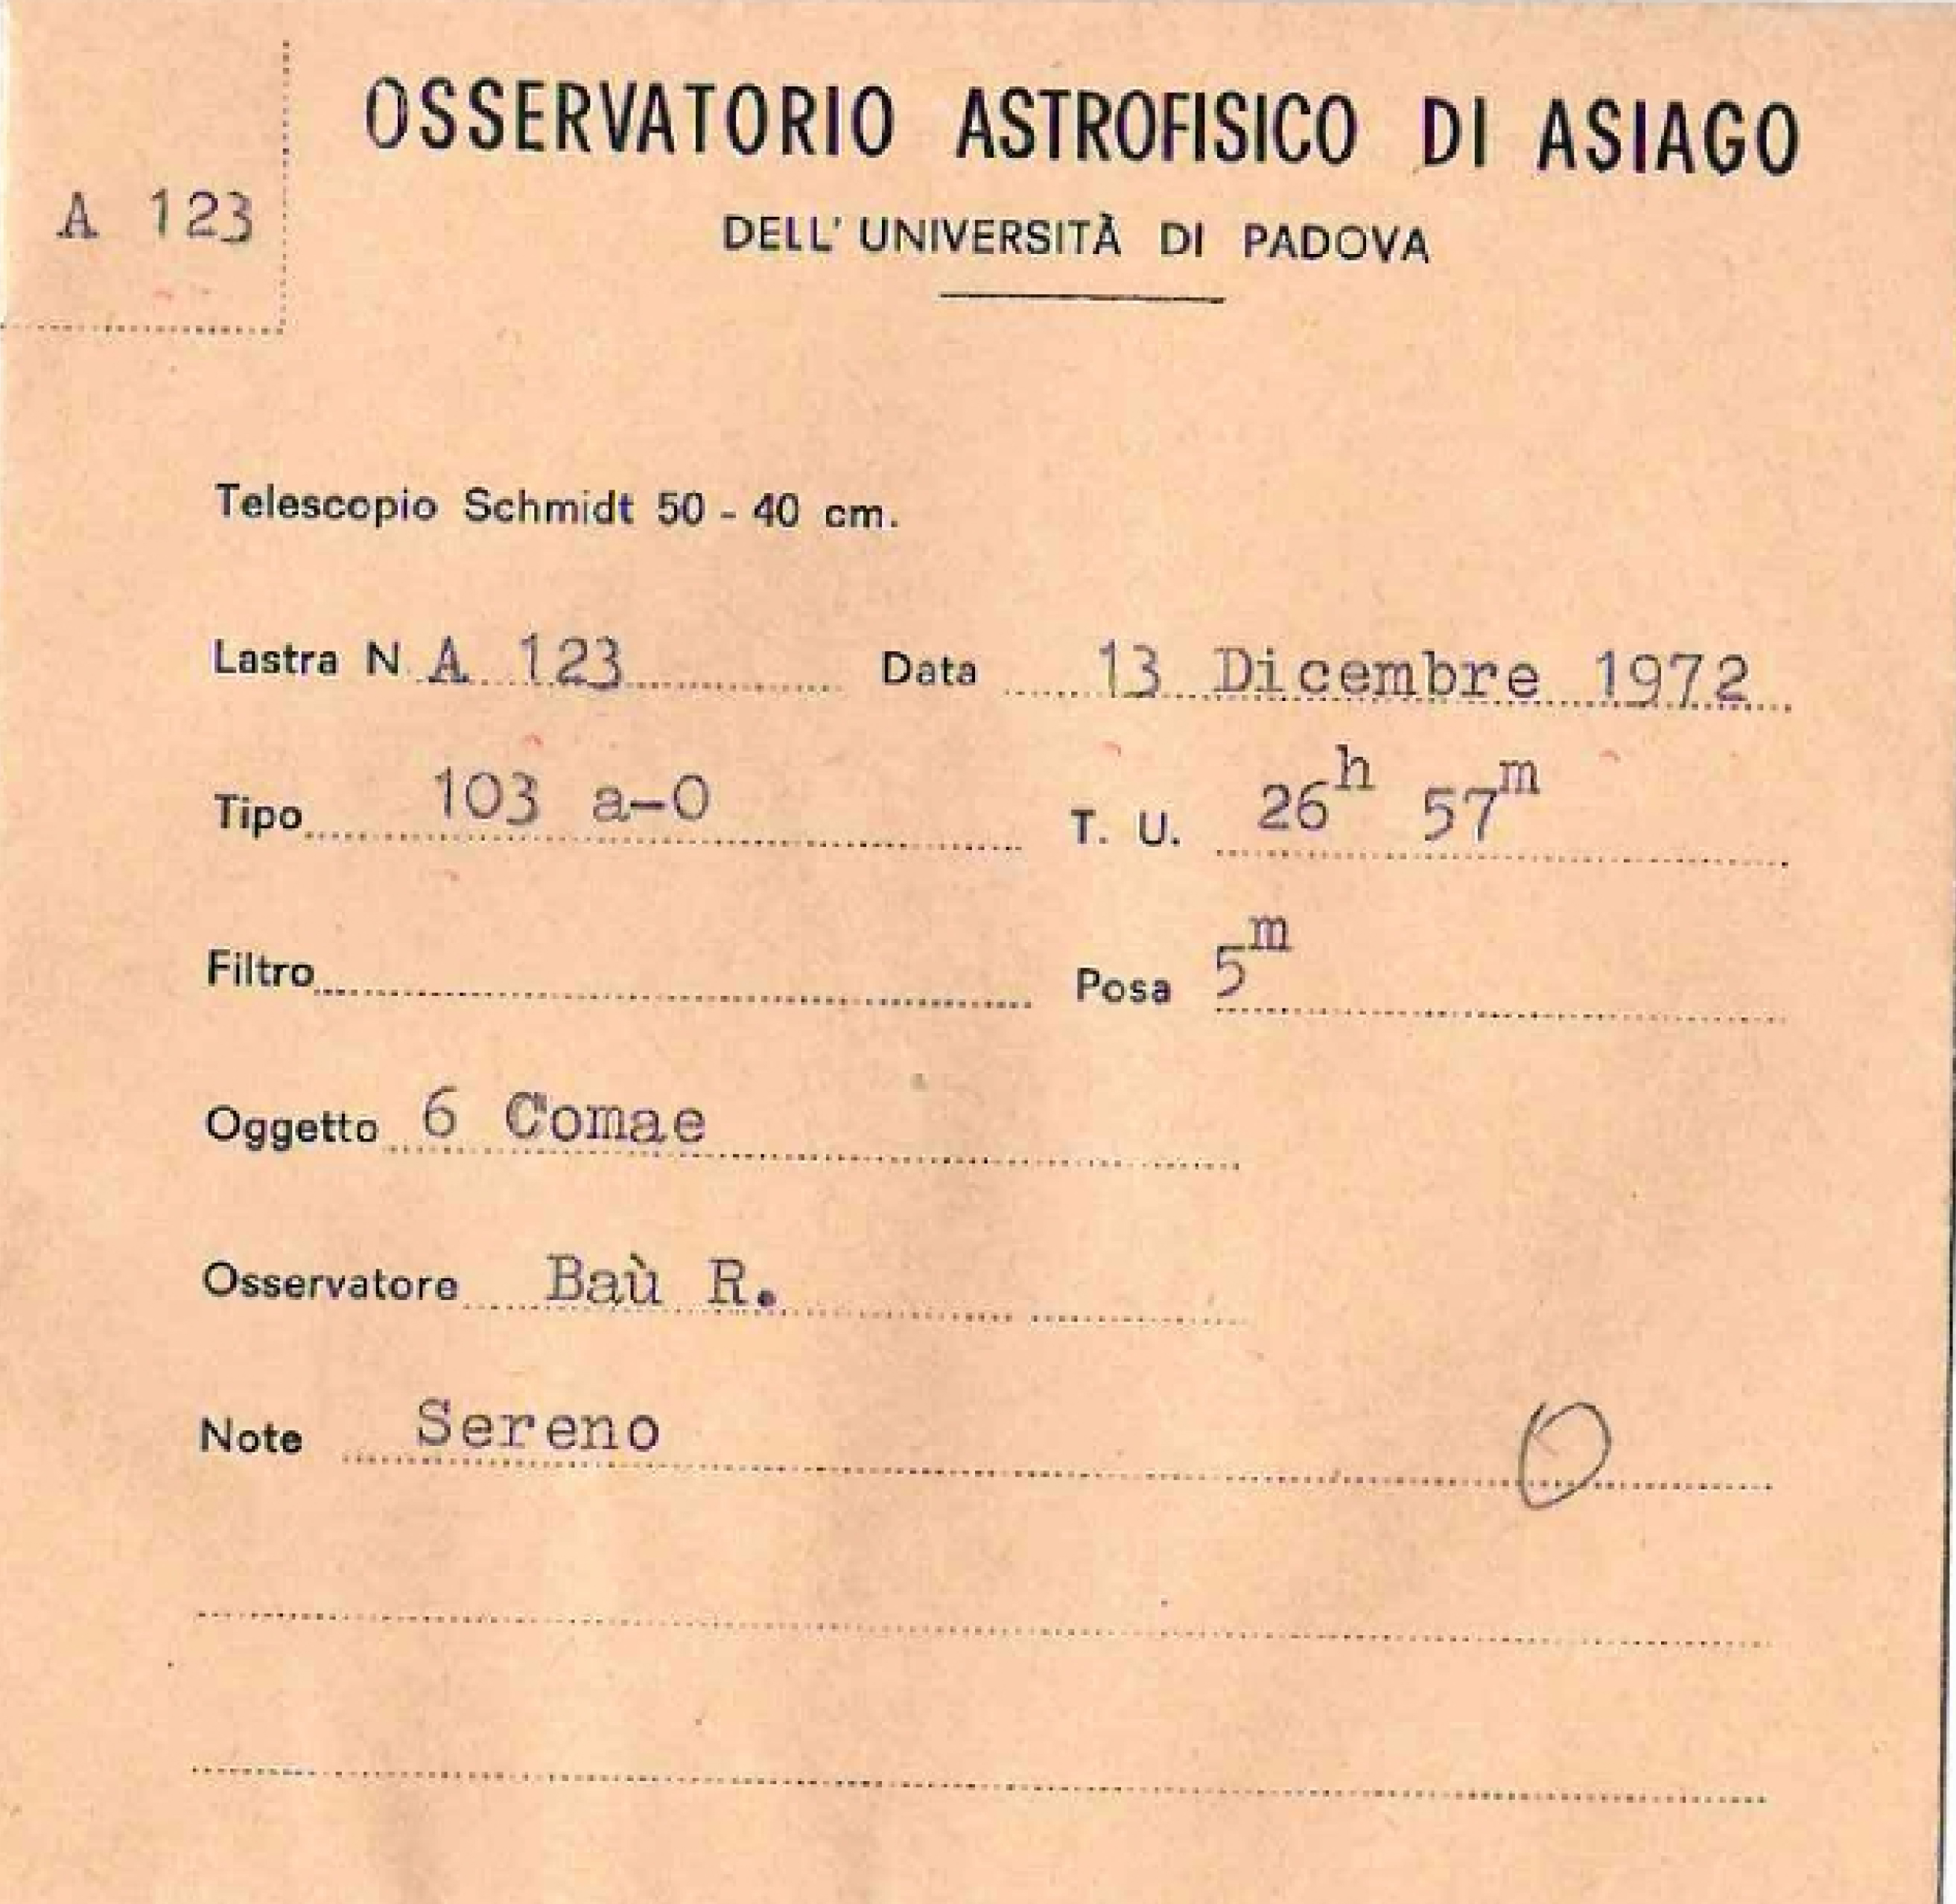 OSSERVATORIO ASTROFISICO DI ASIAGO
A 123
DELL' UNIVERSITÀ DI PADOVA
Telescopio Schmidt 50 - 40 cm.
Lastra N. A 123 Data 13 Dicembre 1972
Tipo 103 a-O T. U. 26h 57m
Filtro Posa 5m
Oggetto 6 Comae
Osservatore Baù R.
Note Sereno O